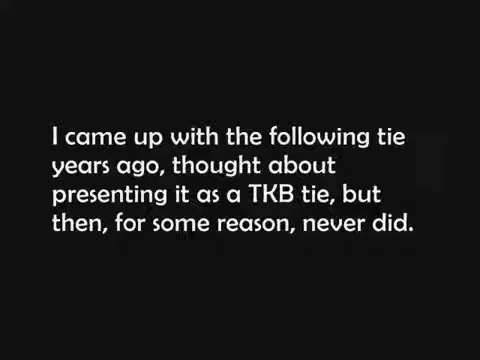 I came up with the following tie
years ago, thought about
presenting it as a TKB tie, but
then, for some reason, never did.